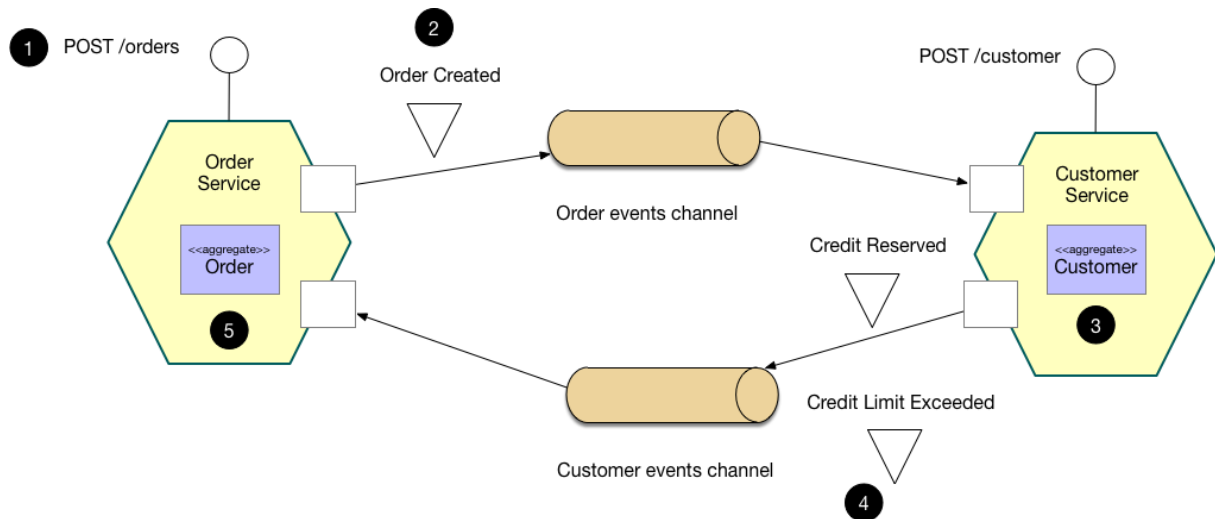 1
POST /orders
2
Order Created
POST /customer
Order
Service
<<aggregate>>
Order
5
Order events channel
Customer
Service
<<aggregate>>
Customer
3
Credit Reserved
Credit Limit Exceeded
4
Customer events channel